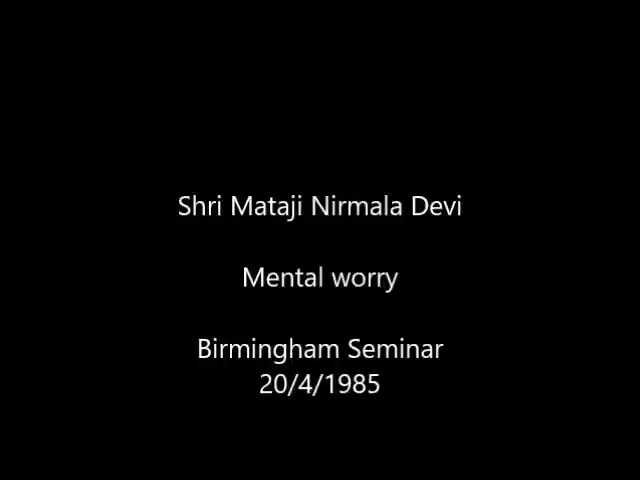 Shri Mataji Nirmala Devi
Mental worry
Birmingham Seminar
20/4/1985